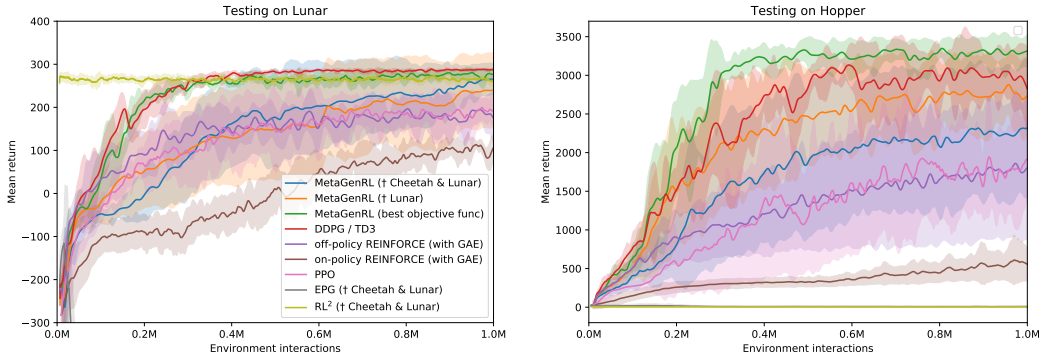 Testing on Lunar
400
300
200
100
0
−100
−200
−300
Mean return
0.0M 0.2M 0.4M 0.6M 0.8M 1.0M
Environment interactions
MetaGenRL († Cheetah & Lunar)
MetaGenRL († Lunar)
MetaGenRL (best objective func)
DDPG / TD3
off-policy REINFORCE (with GAE)
on-policy REINFORCE (with GAE)
PPO
EPG († Cheetah & Lunar)
RL² († Cheetah & Lunar)
Testing on Hopper
3500
3000
2500
2000
1500
1000
500
0
Mean return
0.0M 0.2M 0.4M 0.6M 0.8M 1.0M
Environment interactions